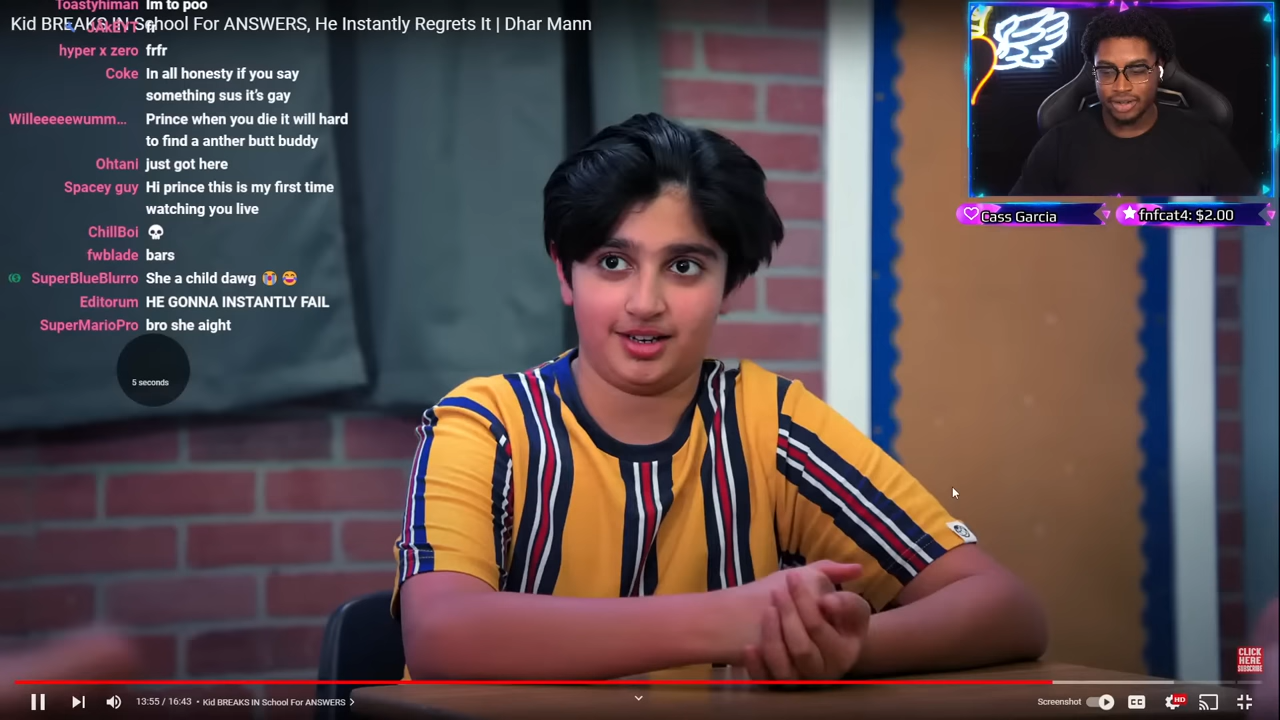 Toastyhiman Im to poo
Kid BREAKS IN School For ANSWERS, He Instantly Regrets It | Dhar Mann
hyper x zero frfr
Coke In all honesty if you say
something sus it's gay
Willeeeeewumm... Prince when you die it will hard
to find a anther butt buddy
Ohtani just got here
Spacey guy Hi prince this is my first time
watching you live
ChillBoi 💀
fwblade bars
SuperBlueBlurro She a child dawg 😭 😂
Editorum HE GONNA INSTANTLY FAIL
SuperMarioPro bro she aight
5 seconds
Cass Garcia
fnfcat4: $2.00
CLICK
HERE
SUBSCRIBE
13:55 / 16:43 • Kid BREAKS IN School For ANSWERS
Screenshot
CC
HD